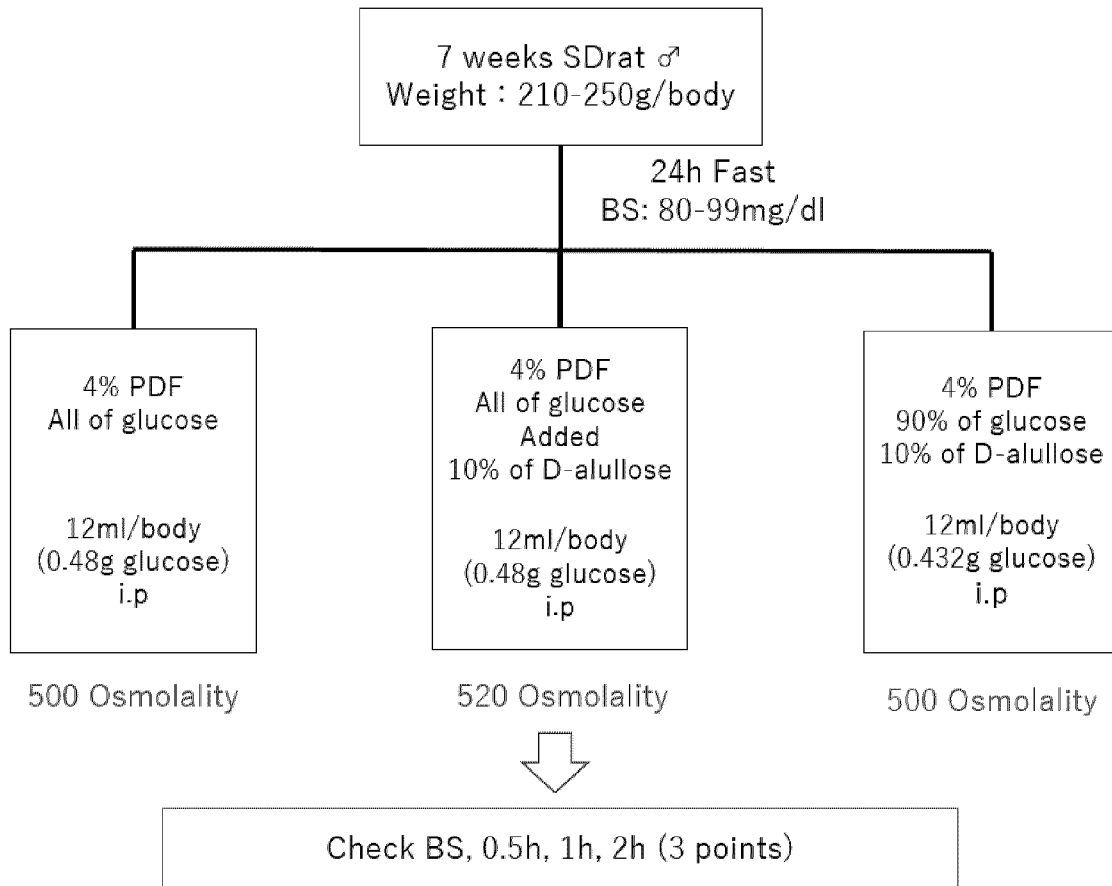 7 weeks SDrat ♂
Weight：210-250g/body
24h Fast
BS: 80-99mg/dl
4% PDF
All of glucose
12ml/body
(0.48g glucose)
i.p
4% PDF
All of glucose
Added
10% of D-alullose
12ml/body
(0.48g glucose)
i.p
4% PDF
90% of glucose
10% of D-alullose
12ml/body
(0.432g glucose)
i.p
500 Osmolality
520 Osmolality
500 Osmolality
Check BS, 0.5h, 1h, 2h (3 points)